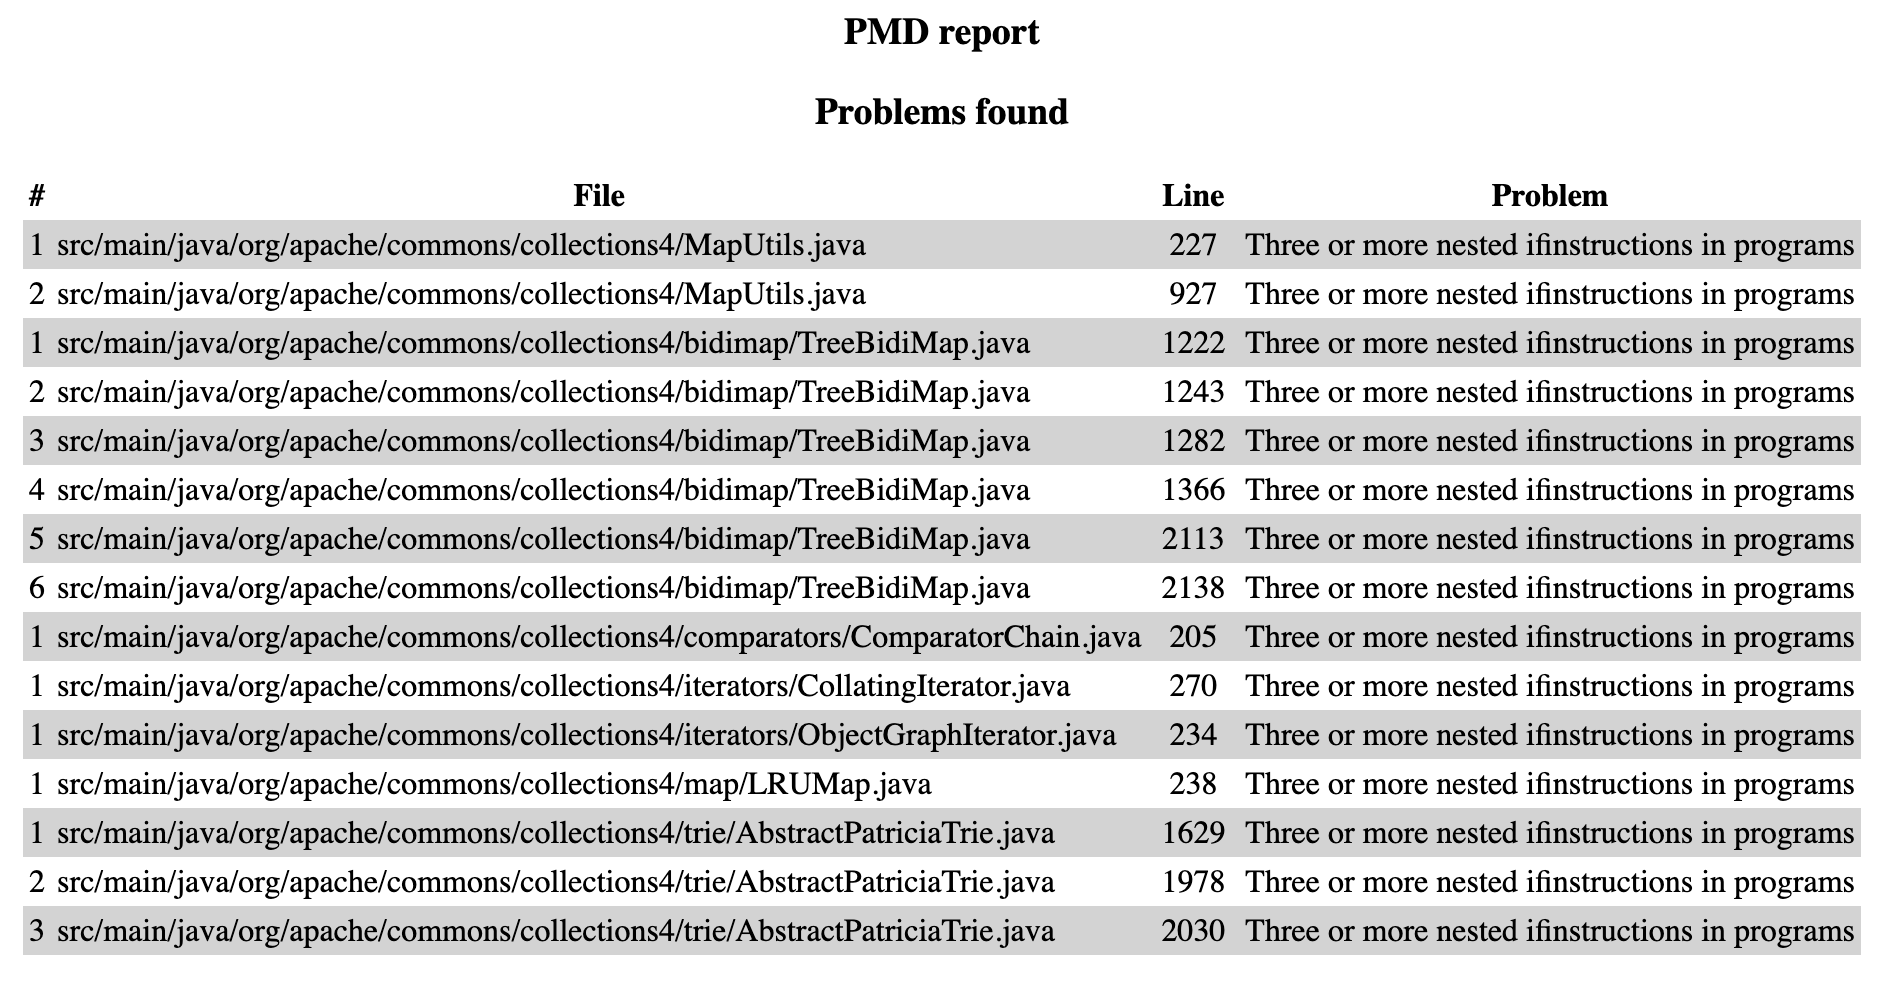 PMD report
Problems found
# File Line Problem
1 src/main/java/org/apache/commons/collections4/MapUtils.java 227 Three or more nested ifinstructions in programs
2 src/main/java/org/apache/commons/collections4/MapUtils.java 927 Three or more nested ifinstructions in programs
1 src/main/java/org/apache/commons/collections4/bidimap/TreeBidiMap.java 1222 Three or more nested ifinstructions in programs
2 src/main/java/org/apache/commons/collections4/bidimap/TreeBidiMap.java 1243 Three or more nested ifinstructions in programs
3 src/main/java/org/apache/commons/collections4/bidimap/TreeBidiMap.java 1282 Three or more nested ifinstructions in programs
4 src/main/java/org/apache/commons/collections4/bidimap/TreeBidiMap.java 1366 Three or more nested ifinstructions in programs
5 src/main/java/org/apache/commons/collections4/bidimap/TreeBidiMap.java 2113 Three or more nested ifinstructions in programs
6 src/main/java/org/apache/commons/collections4/bidimap/TreeBidiMap.java 2138 Three or more nested ifinstructions in programs
1 src/main/java/org/apache/commons/collections4/comparators/ComparatorChain.java 205 Three or more nested ifinstructions in programs
1 src/main/java/org/apache/commons/collections4/iterators/CollatingIterator.java 270 Three or more nested ifinstructions in programs
1 src/main/java/org/apache/commons/collections4/iterators/ObjectGraphIterator.java 234 Three or more nested ifinstructions in programs
1 src/main/java/org/apache/commons/collections4/map/LRUMap.java 238 Three or more nested ifinstructions in programs
1 src/main/java/org/apache/commons/collections4/trie/AbstractPatriciaTrie.java 1629 Three or more nested ifinstructions in programs
2 src/main/java/org/apache/commons/collections4/trie/AbstractPatriciaTrie.java 1978 Three or more nested ifinstructions in programs
3 src/main/java/org/apache/commons/collections4/trie/AbstractPatriciaTrie.java 2030 Three or more nested ifinstructions in programs